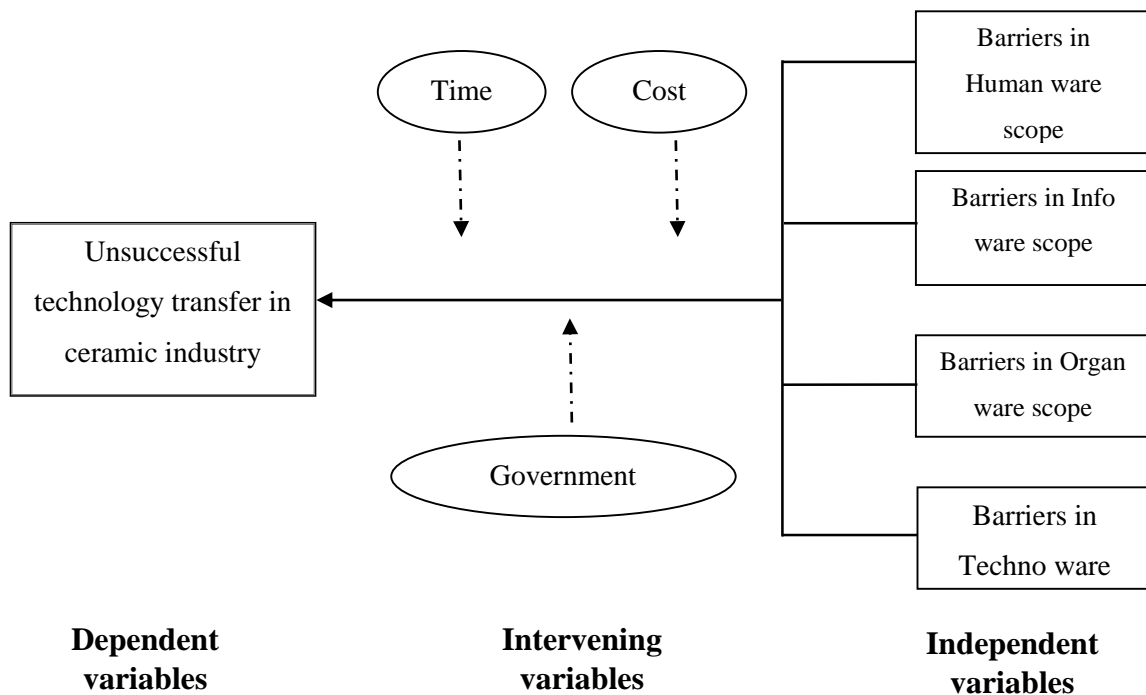 Barriers in
Human ware
scope
Time
Cost
Barriers in Info
ware scope
Unsuccessful
technology transfer in
ceramic industry
Barriers in Organ
ware scope
Government
Barriers in
Techno ware
Dependent
variables
Intervening
variables
Independent
variables